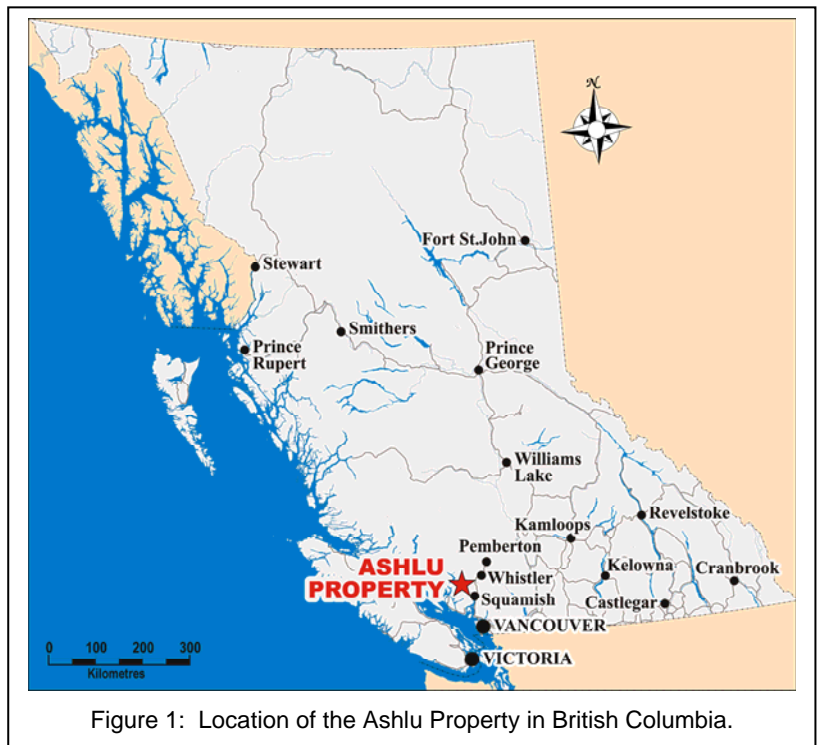 N
Fort St.John
Stewart
Smithers
Prince
Rupert
Prince
George
Williams
Lake
Revelstoke
Kamloops
Pemberton
ASHLU
PROPERTY
Whistler
Kelowna
Cranbrook
Squamish
Castlegar
VANCOUVER
VICTORIA
0 100 200 300
Kilometres
Figure 1: Location of the Ashlu Property in British Columbia.